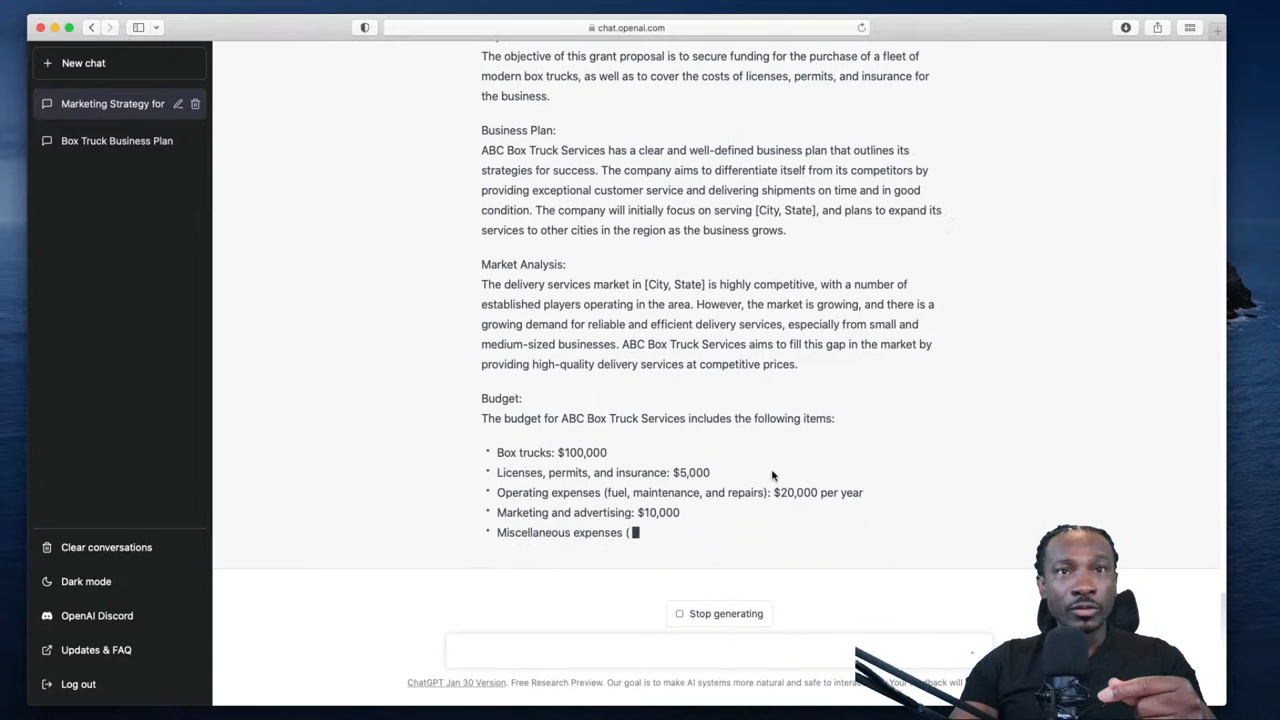 chat.openai.com
New chat
Marketing Strategy for
Box Truck Business Plan
The objective of this grant proposal is to secure funding for the purchase of a fleet of
modern box trucks, as well as to cover the costs of licenses, permits, and insurance for
the business.
Business Plan:
ABC Box Truck Services has a clear and well-defined business plan that outlines its
strategies for success. The company aims to differentiate itself from its competitors by
providing exceptional customer service and delivering shipments on time and in good
condition. The company will initially focus on serving [City, State], and plans to expand its
services to other cities in the region as the business grows.
Market Analysis:
The delivery services market in [City, State] is highly competitive, with a number of
established players operating in the area. However, the market is growing, and there is a
growing demand for reliable and efficient delivery services, especially from small and
medium-sized businesses. ABC Box Truck Services aims to fill this gap in the market by
providing high-quality delivery services at competitive prices.
Budget:
The budget for ABC Box Truck Services includes the following items:
• Box trucks: $100,000
• Licenses, permits, and insurance: $5,000
• Operating expenses (fuel, maintenance, and repairs): $20,000 per year
• Marketing and advertising: $10,000
• Miscellaneous expenses (
Clear conversations
Dark mode
OpenAI Discord
Updates & FAQ
Log out
Stop generating
ChatGPT Jan 30 Version. Free Research Preview. Our goal is to make AI systems more natural and safe to Your feedback will